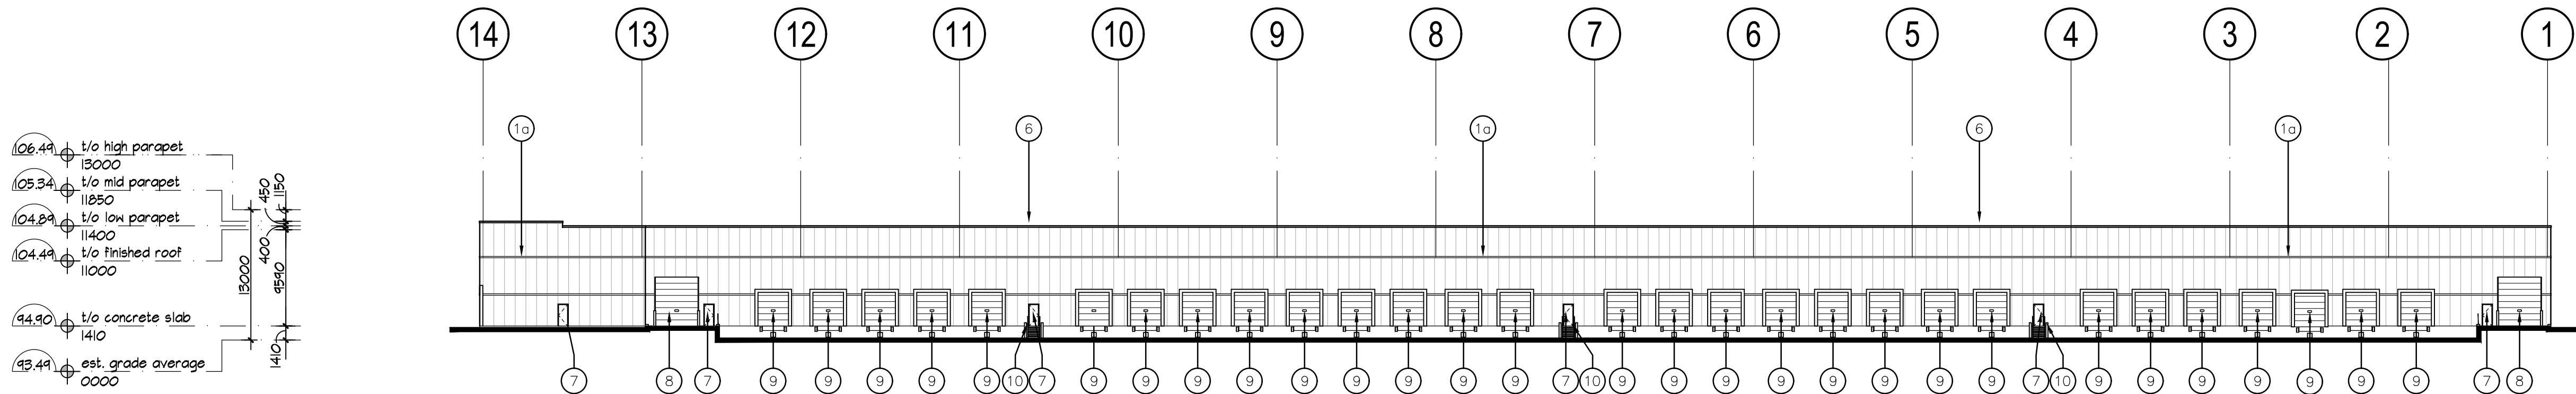 14 13 12 11 10 9 8 7 6 5 4 3 2 1
1a 6 1a 6 1a
106.49 t/o high parapet
13000
105.34 t/o mid parapet
11850
104.89 t/o low parapet
11400
104.49 t/o finished roof
11000
94.90 t/o concrete slab
1410
93.49 est. grade average
0000
13000
450
1150
400
9590
1410
7 8 7 9 9 9 9 9 10 7 9 9 9 9 9 9 9 9 9 7 10 9 9 9 9 9 9 9 9 7 10 9 9 9 9 9 9 9 7 8